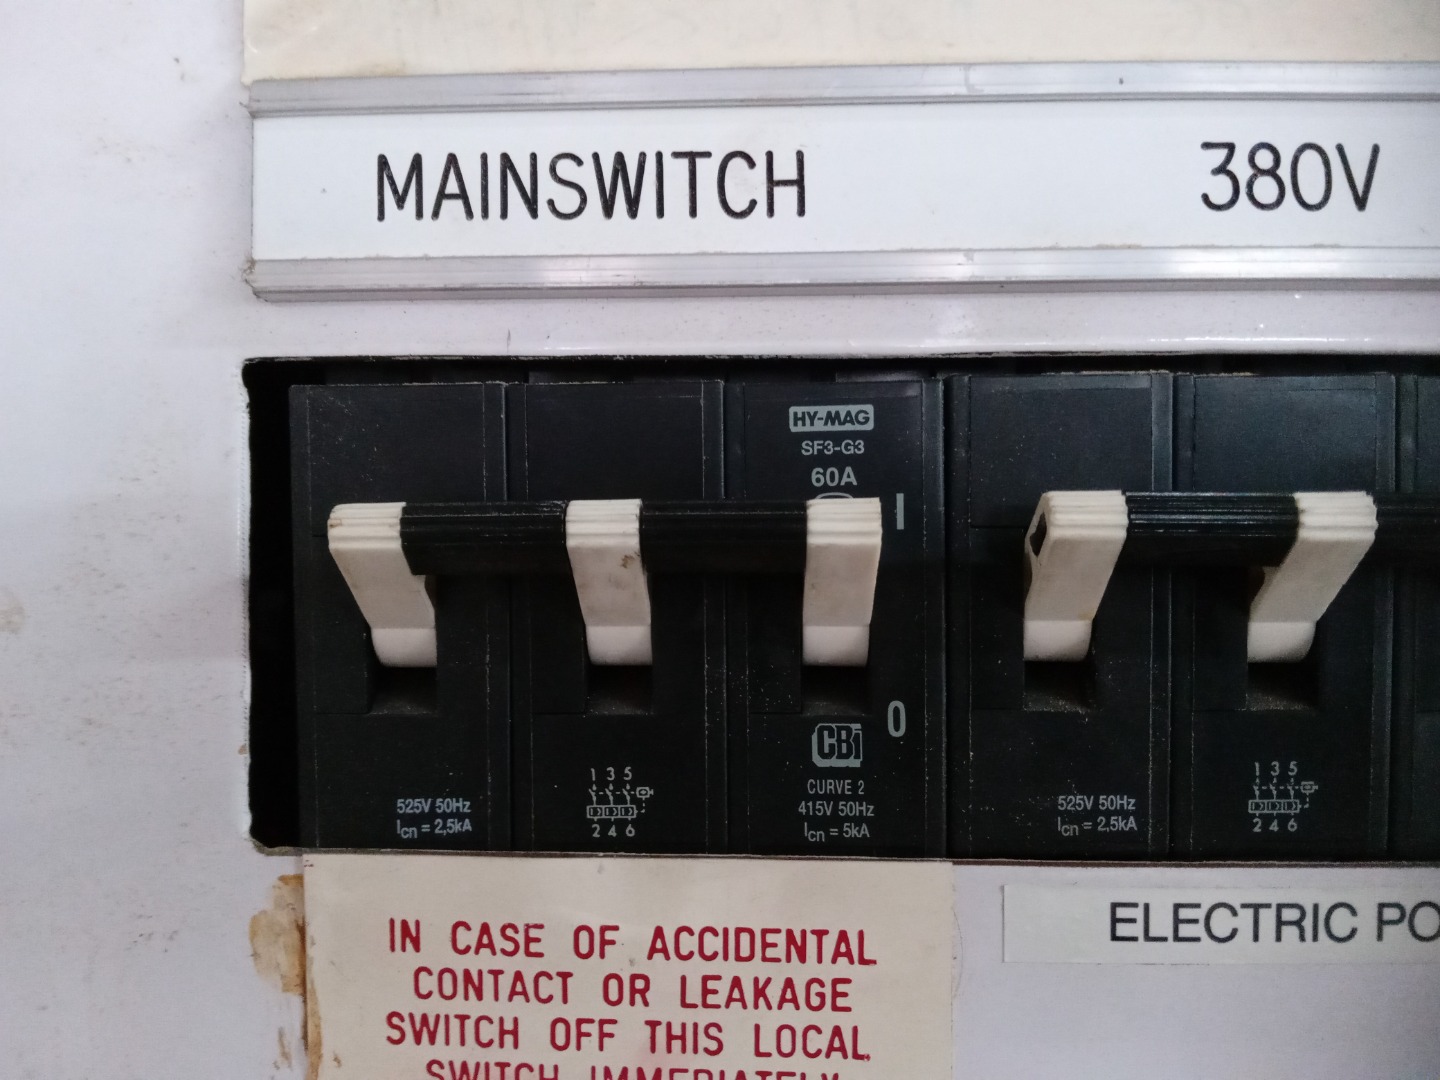 MAINSWITCH 380V
HY-MAG
SF3-G3
60A
I
0
CBi
CURVE 2
415V 50Hz
Icn = 5kA
525V 50Hz
Icn = 2,5kA
1 3 5
2 4 6
525V 50Hz
Icn = 2,5kA
1 3 5
2 4 6
IN CASE OF ACCIDENTAL
CONTACT OR LEAKAGE
SWITCH OFF THIS LOCAL
SWITCH IMMEDIATELY
ELECTRIC PO